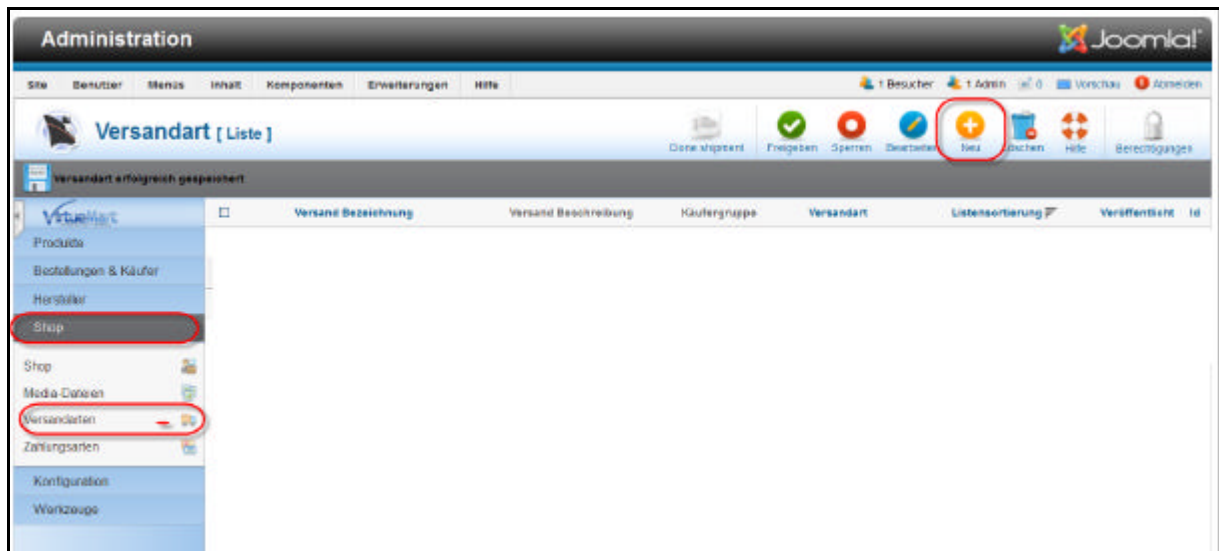 Administration
Joomla!
Site Benutzer Menüs Inhalt Komponenten Erweiterungen Hilfe
1 Besucher 1 Admin 0 Vorschau Abmelden
Versandart [ Liste ]
Clone shipment Freigeben Sperren Bearbeiten Neu Löschen Hilfe Berechtigungen
Versandart erfolgreich gespeichert
VirtueMart
Versand Bezeichnung Versand Beschreibung Käufergruppe Versandart Listensortierung Veröffentlicht Id
Produkte
Bestellungen & Käufer
Hersteller
Shop
Shop
Media-Dateien
Versandarten
Zahlungsarten
Konfiguration
Werkzeuge